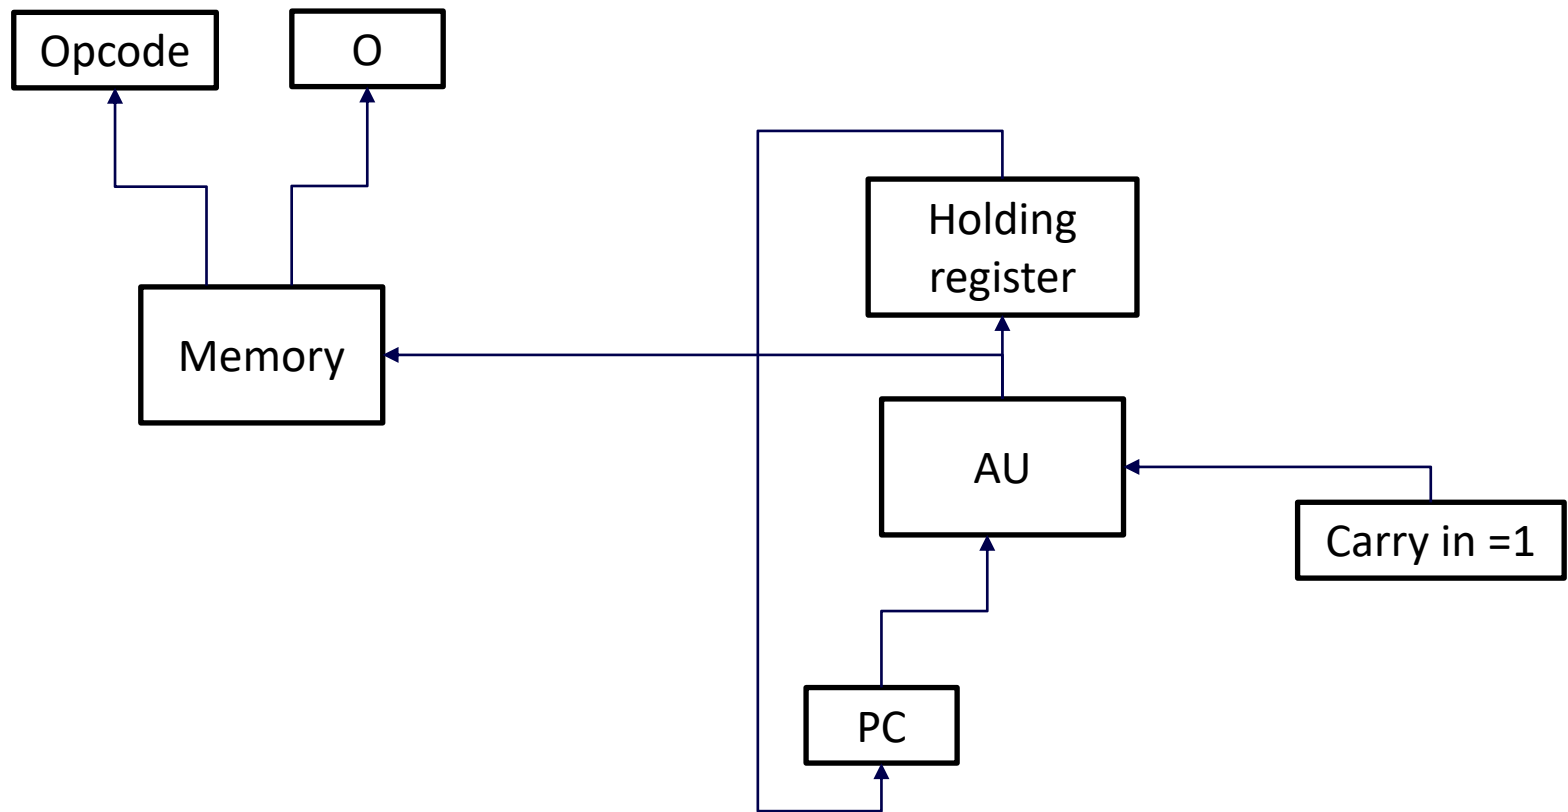 Opcode
O
Holding
register
Memory
AU
Carry in =1
PC